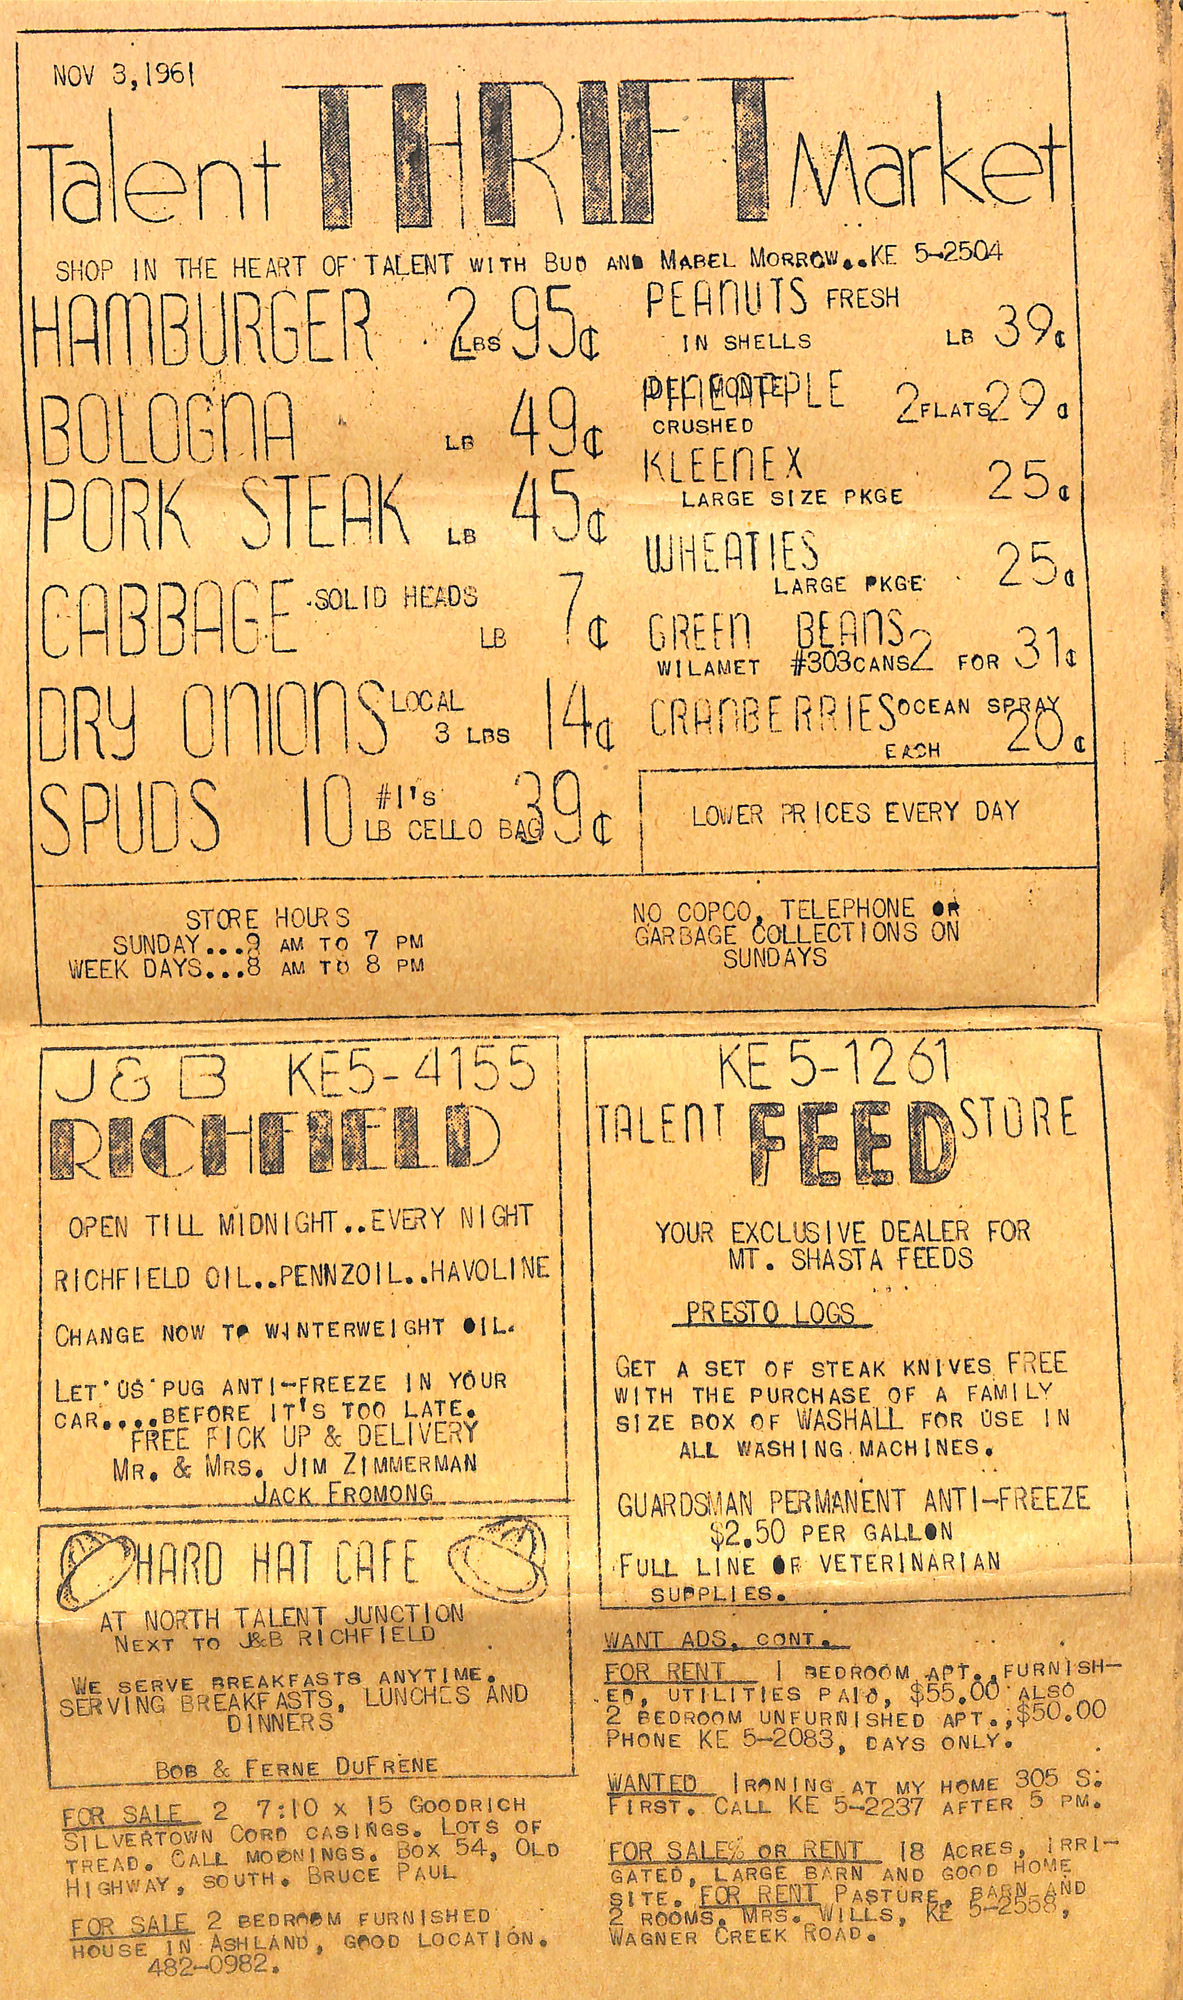 NOV 3, 1961
Talent THRIFT Market
SHOP IN THE HEART OF TALENT WITH BUD AND MABEL MORROW..KE 5-2504
HAMBURGER 2 LBS 95¢
BOLOGNA LB 49¢
PORK STEAK LB 45¢
CABBAGE SOLID HEADS LB 7¢
DRY ONIONS LOCAL 3 LBS 14¢
SPUDS 10 #1's LB CELLO BAG 39¢
PEANUTS FRESH
IN SHELLS LB 39¢
DEL MONTE
PINEAPPLE 2 FLATS 29¢
CRUSHED
KLEENEX 25¢
LARGE SIZE PKGE
WHEATIES 25¢
LARGE PKGE
GREEN BEANS
WILAMET #303 CANS 2 FOR 31¢
CRANBERRIES OCEAN SPRAY
EACH 20¢
LOWER PRICES EVERY DAY
STORE HOURS
SUNDAY...9 AM TO 7 PM
WEEK DAYS...8 AM TO 8 PM
NO COPCO, TELEPHONE OR
GARBAGE COLLECTIONS ON
SUNDAYS
J&B KE5-4155
RICHFIELD
OPEN TILL MIDNIGHT..EVERY NIGHT
RICHFIELD OIL..PENNZOIL..HAVOLINE
CHANGE NOW TO WINTERWEIGHT OIL.
LET US PUG ANTI-FREEZE IN YOUR
CAR....BEFORE IT'S TOO LATE.
FREE PICK UP & DELIVERY
MR. & MRS. JIM ZIMMERMAN
JACK FROMONG
HARD HAT CAFE
AT NORTH TALENT JUNCTION
NEXT TO J&B RICHFIELD
WE SERVE BREAKFASTS ANYTIME.
SERVING BREAKFASTS, LUNCHES AND
DINNERS
BOB & FERNE DUFRENE
FOR SALE 2 7:10 x 15 GOODRICH
SILVERTOWN CORD CASINGS. LOTS OF
TREAD. CALL MOONINGS. BOX 54, OLD
HIGHWAY, SOUTH. BRUCE PAUL
FOR SALE 2 BEDROOM FURNISHED
HOUSE IN ASHLAND, GOOD LOCATION.
482-0982.
KE 5-1261
TALENT FEED STORE
YOUR EXCLUSIVE DEALER FOR
MT. SHASTA FEEDS
PRESTO LOGS
GET A SET OF STEAK KNIVES FREE
WITH THE PURCHASE OF A FAMILY
SIZE BOX OF WASHALL FOR USE IN
ALL WASHING MACHINES.
GUARDSMAN PERMANENT ANTI-FREEZE
$2.50 PER GALLON
FULL LINE OF VETERINARIAN
SUPPLIES.
WANT ADS, CONT.
FOR RENT 1 BEDROOM APT., FURNISH-
ED, UTILITIES PAID, $55.00 ALSO
2 BEDROOM UNFURNISHED APT., $50.00
PHONE KE 5-2083, DAYS ONLY.
WANTED IRONING AT MY HOME 305 S.
FIRST. CALL KE 5-2237 AFTER 5 PM.
FOR SALE% OR RENT 18 ACRES, IRRI-
GATED, LARGE BARN AND GOOD HOME
SITE. FOR RENT PASTURE, BARN AND
2 ROOMS. MRS. WILLS, KE 5-2558,
WAGNER CREEK ROAD.